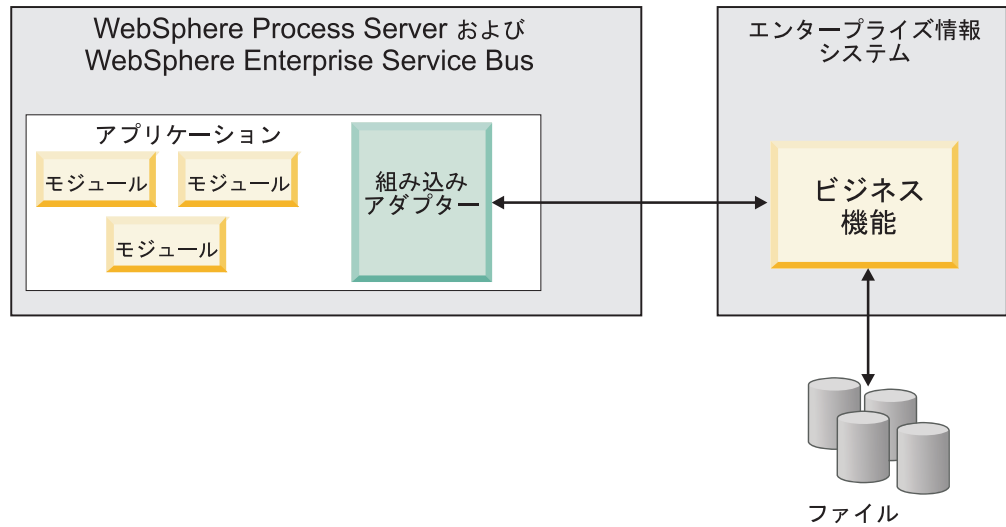 WebSphere Process Server および
WebSphere Enterprise Service Bus
アプリケーション
モジュール
モジュール
モジュール
組み込み
アダプター
エンタープライズ情報
システム
ビジネス
機能
ファイル